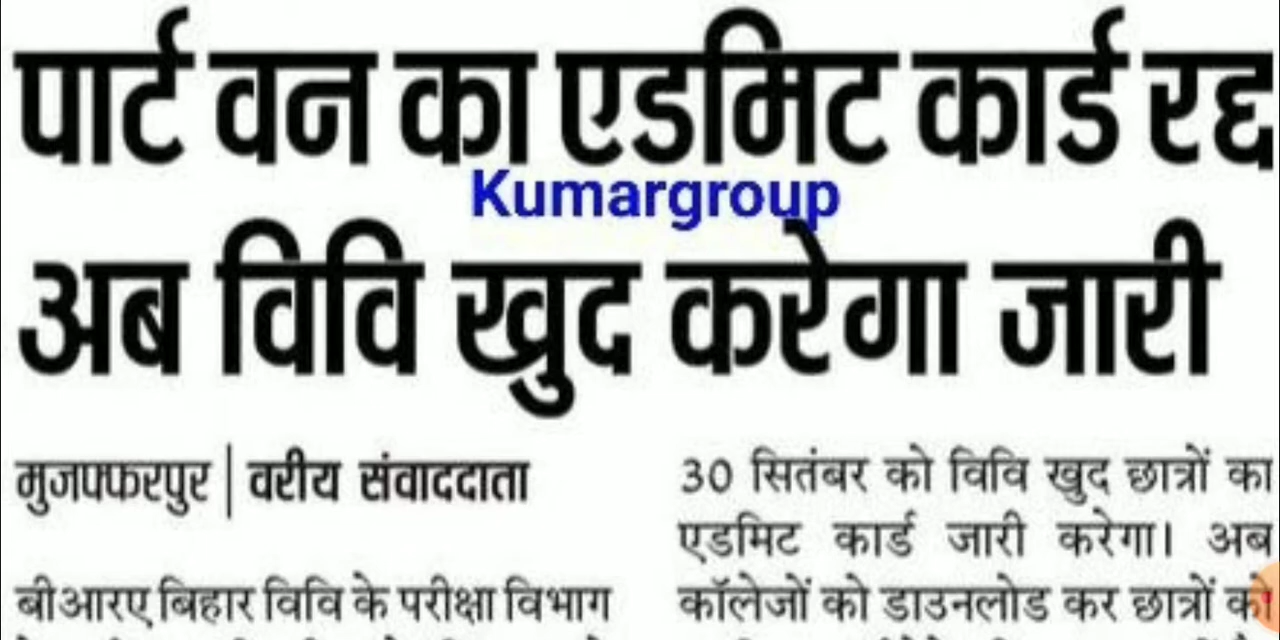 पार्ट वन का एडमिट कार्ड रद्द
Kumargroup
अब विवि खुद करेगा जारी
मुजफ्फरपुर | वरीय संवाददाता
बीआरए बिहार विवि के परीक्षा विभाग
30 सितंबर को विवि खुद छात्रों का
एडमिट कार्ड जारी करेगा। अब
कॉलेजों को डाउनलोड कर छात्रों को